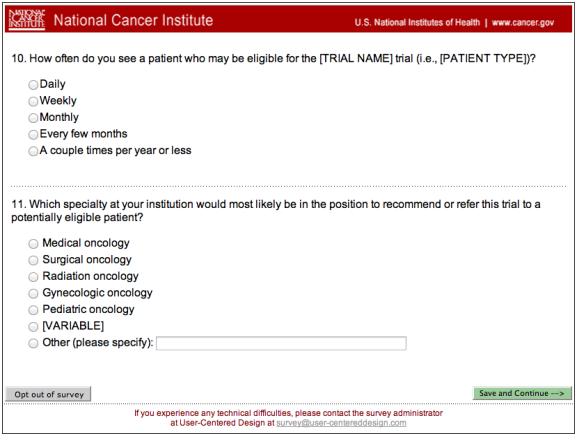 NATIONAL
CANCER
INSTITUTE
National Cancer Institute
U.S. National Institutes of Health | www.cancer.gov
10. How often do you see a patient who may be eligible for the [TRIAL NAME] trial (i.e., [PATIENT TYPE])?
Daily
Weekly
Monthly
Every few months
A couple times per year or less
11. Which specialty at your institution would most likely be in the position to recommend or refer this trial to a
potentially eligible patient?
Medical oncology
Surgical oncology
Radiation oncology
Gynecologic oncology
Pediatric oncology
[VARIABLE]
Other (please specify):
Opt out of survey
Save and Continue -->
If you experience any technical difficulties, please contact the survey administrator
at User-Centered Design at survey@user-centereddesign.com